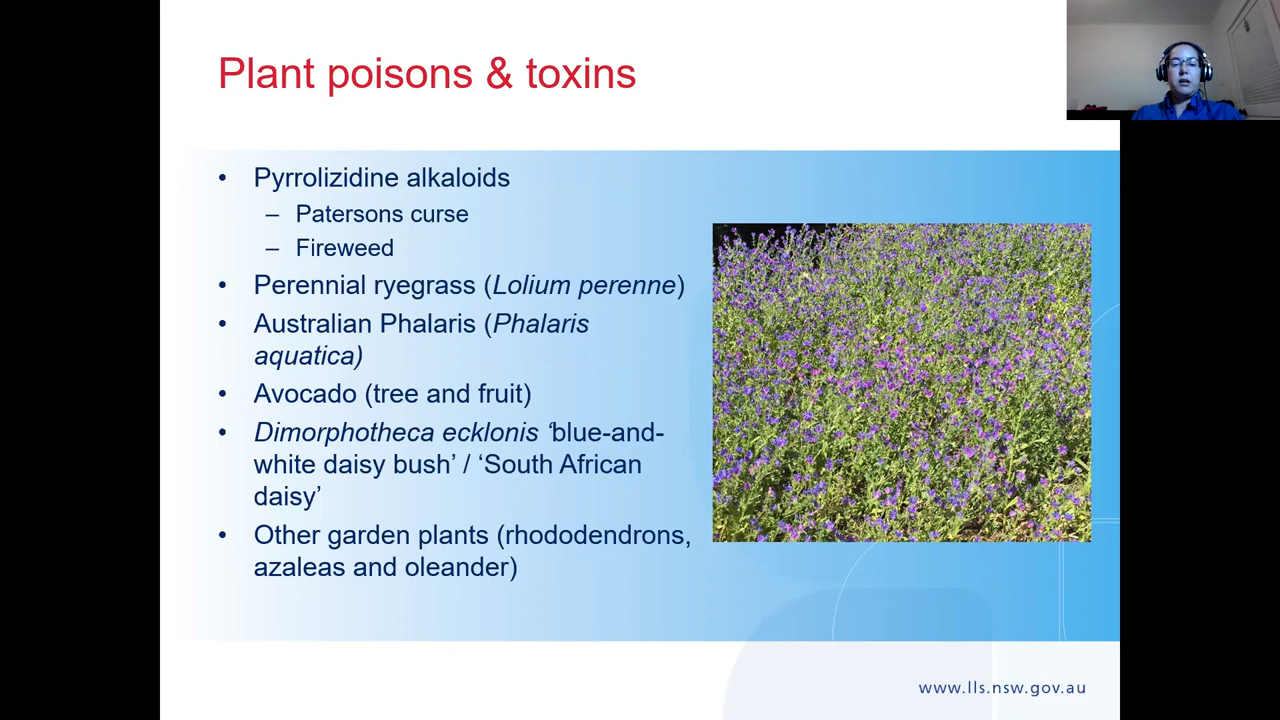 Plant poisons & toxins
• Pyrrolizidine alkaloids
– Patersons curse
– Fireweed
• Perennial ryegrass (Lolium perenne)
• Australian Phalaris (Phalaris
aquatica)
• Avocado (tree and fruit)
• Dimorphotheca ecklonis ‘blue-and-
white daisy bush’ / ‘South African
daisy’
• Other garden plants (rhododendrons,
azaleas and oleander)
www.lls.nsw.gov.au